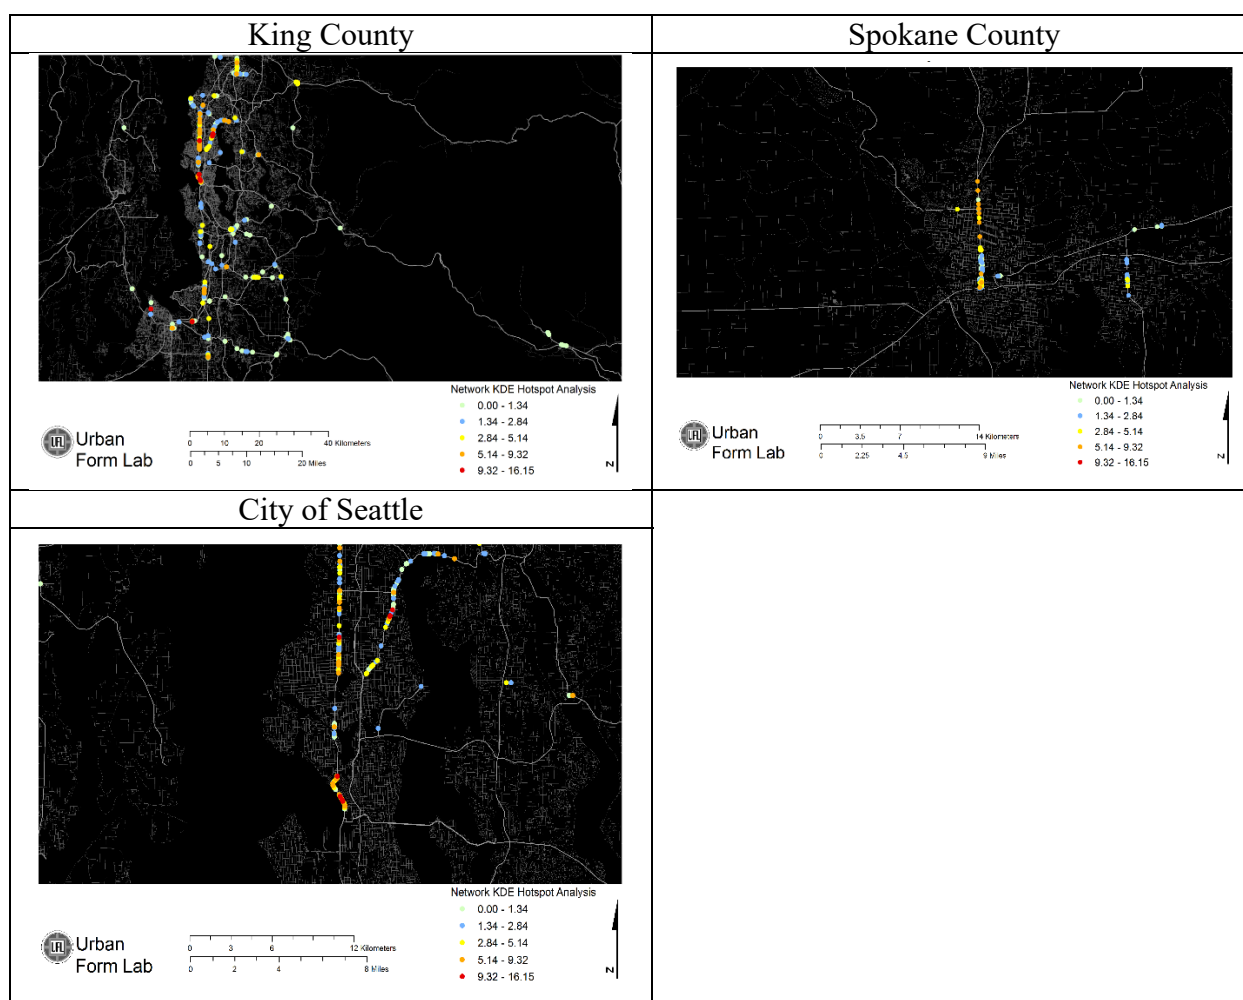 King County
Spokane County
Network KDE Hotspot Analysis
0.00 - 1.34
1.34 - 2.84
2.84 - 5.14
5.14 - 9.32
9.32 - 16.15
UFL
Urban
Form Lab
0 10 20 40 Kilometers
0 5 10 20 Miles
N
Network KDE Hotspot Analysis
0.00 - 1.34
1.34 - 2.84
2.84 - 5.14
5.14 - 9.32
9.32 - 16.15
UFL
Urban
Form Lab
0 3.5 7 14 Kilometers
0 2.25 4.5 9 Miles
N
City of Seattle
Network KDE Hotspot Analysis
0.00 - 1.34
1.34 - 2.84
2.84 - 5.14
5.14 - 9.32
9.32 - 16.15
UFL
Urban
Form Lab
0 3 6 12 Kilometers
0 2 4 8 Miles
N